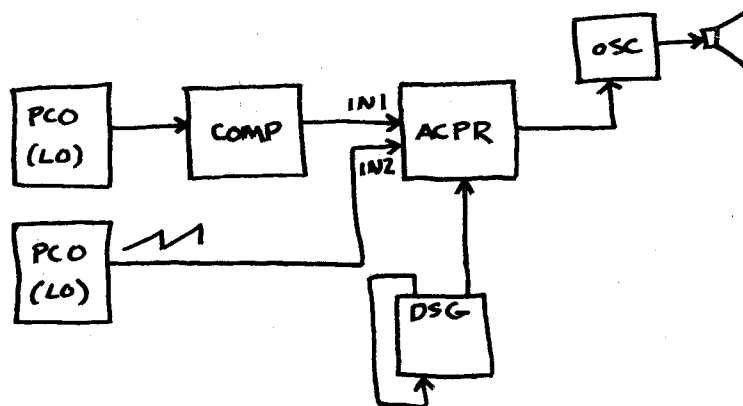 OSC
PCO
(LO)
COMP
IN1
ACPR
IN2
PCO
(LO)
DSG